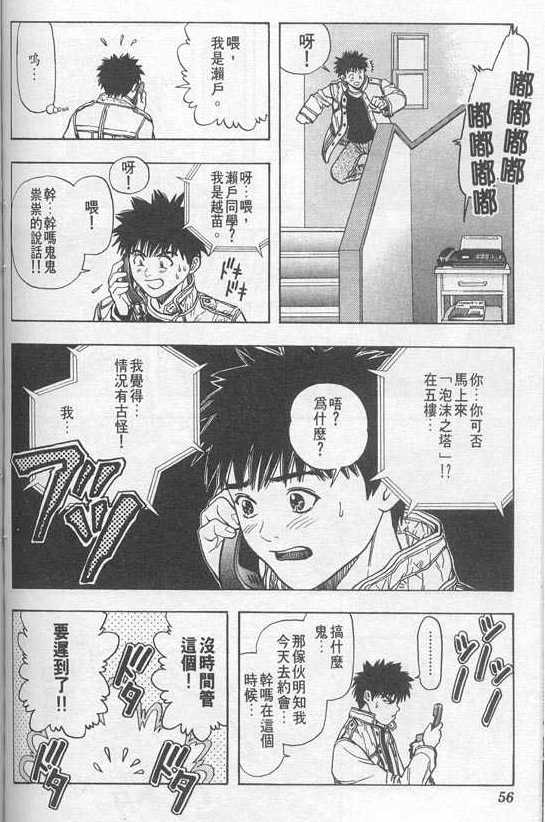 嘟嘟嘟嘟
嘟嘟嘟嘟
呀！
喂，
我是瀨戶。
嗚…
呀…喂，
瀨戶同學?
我是越苗。
ドキ
ドキ
呀！
喂！
幹…幹嗎鬼鬼
祟祟的說話!!
你…你可否
馬上來
「泡沫之塔」!?
在五樓…
唔？
為什麼？
我覺得…
情況有古怪！
我…
ブッ
ツー
………
ツー
ツー
搞什麼
鬼…
那傢伙明知我
今天去約會…
幹嗎在這個
時候…
沒時間管
這個！
要遲到了!!
ドタ
ドタ
ドタ
ドタ
56